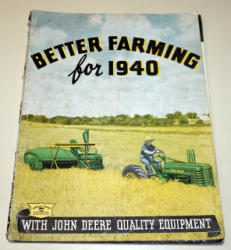 BETTER FARMING
for 1940
WITH JOHN DEERE QUALITY EQUIPMENT